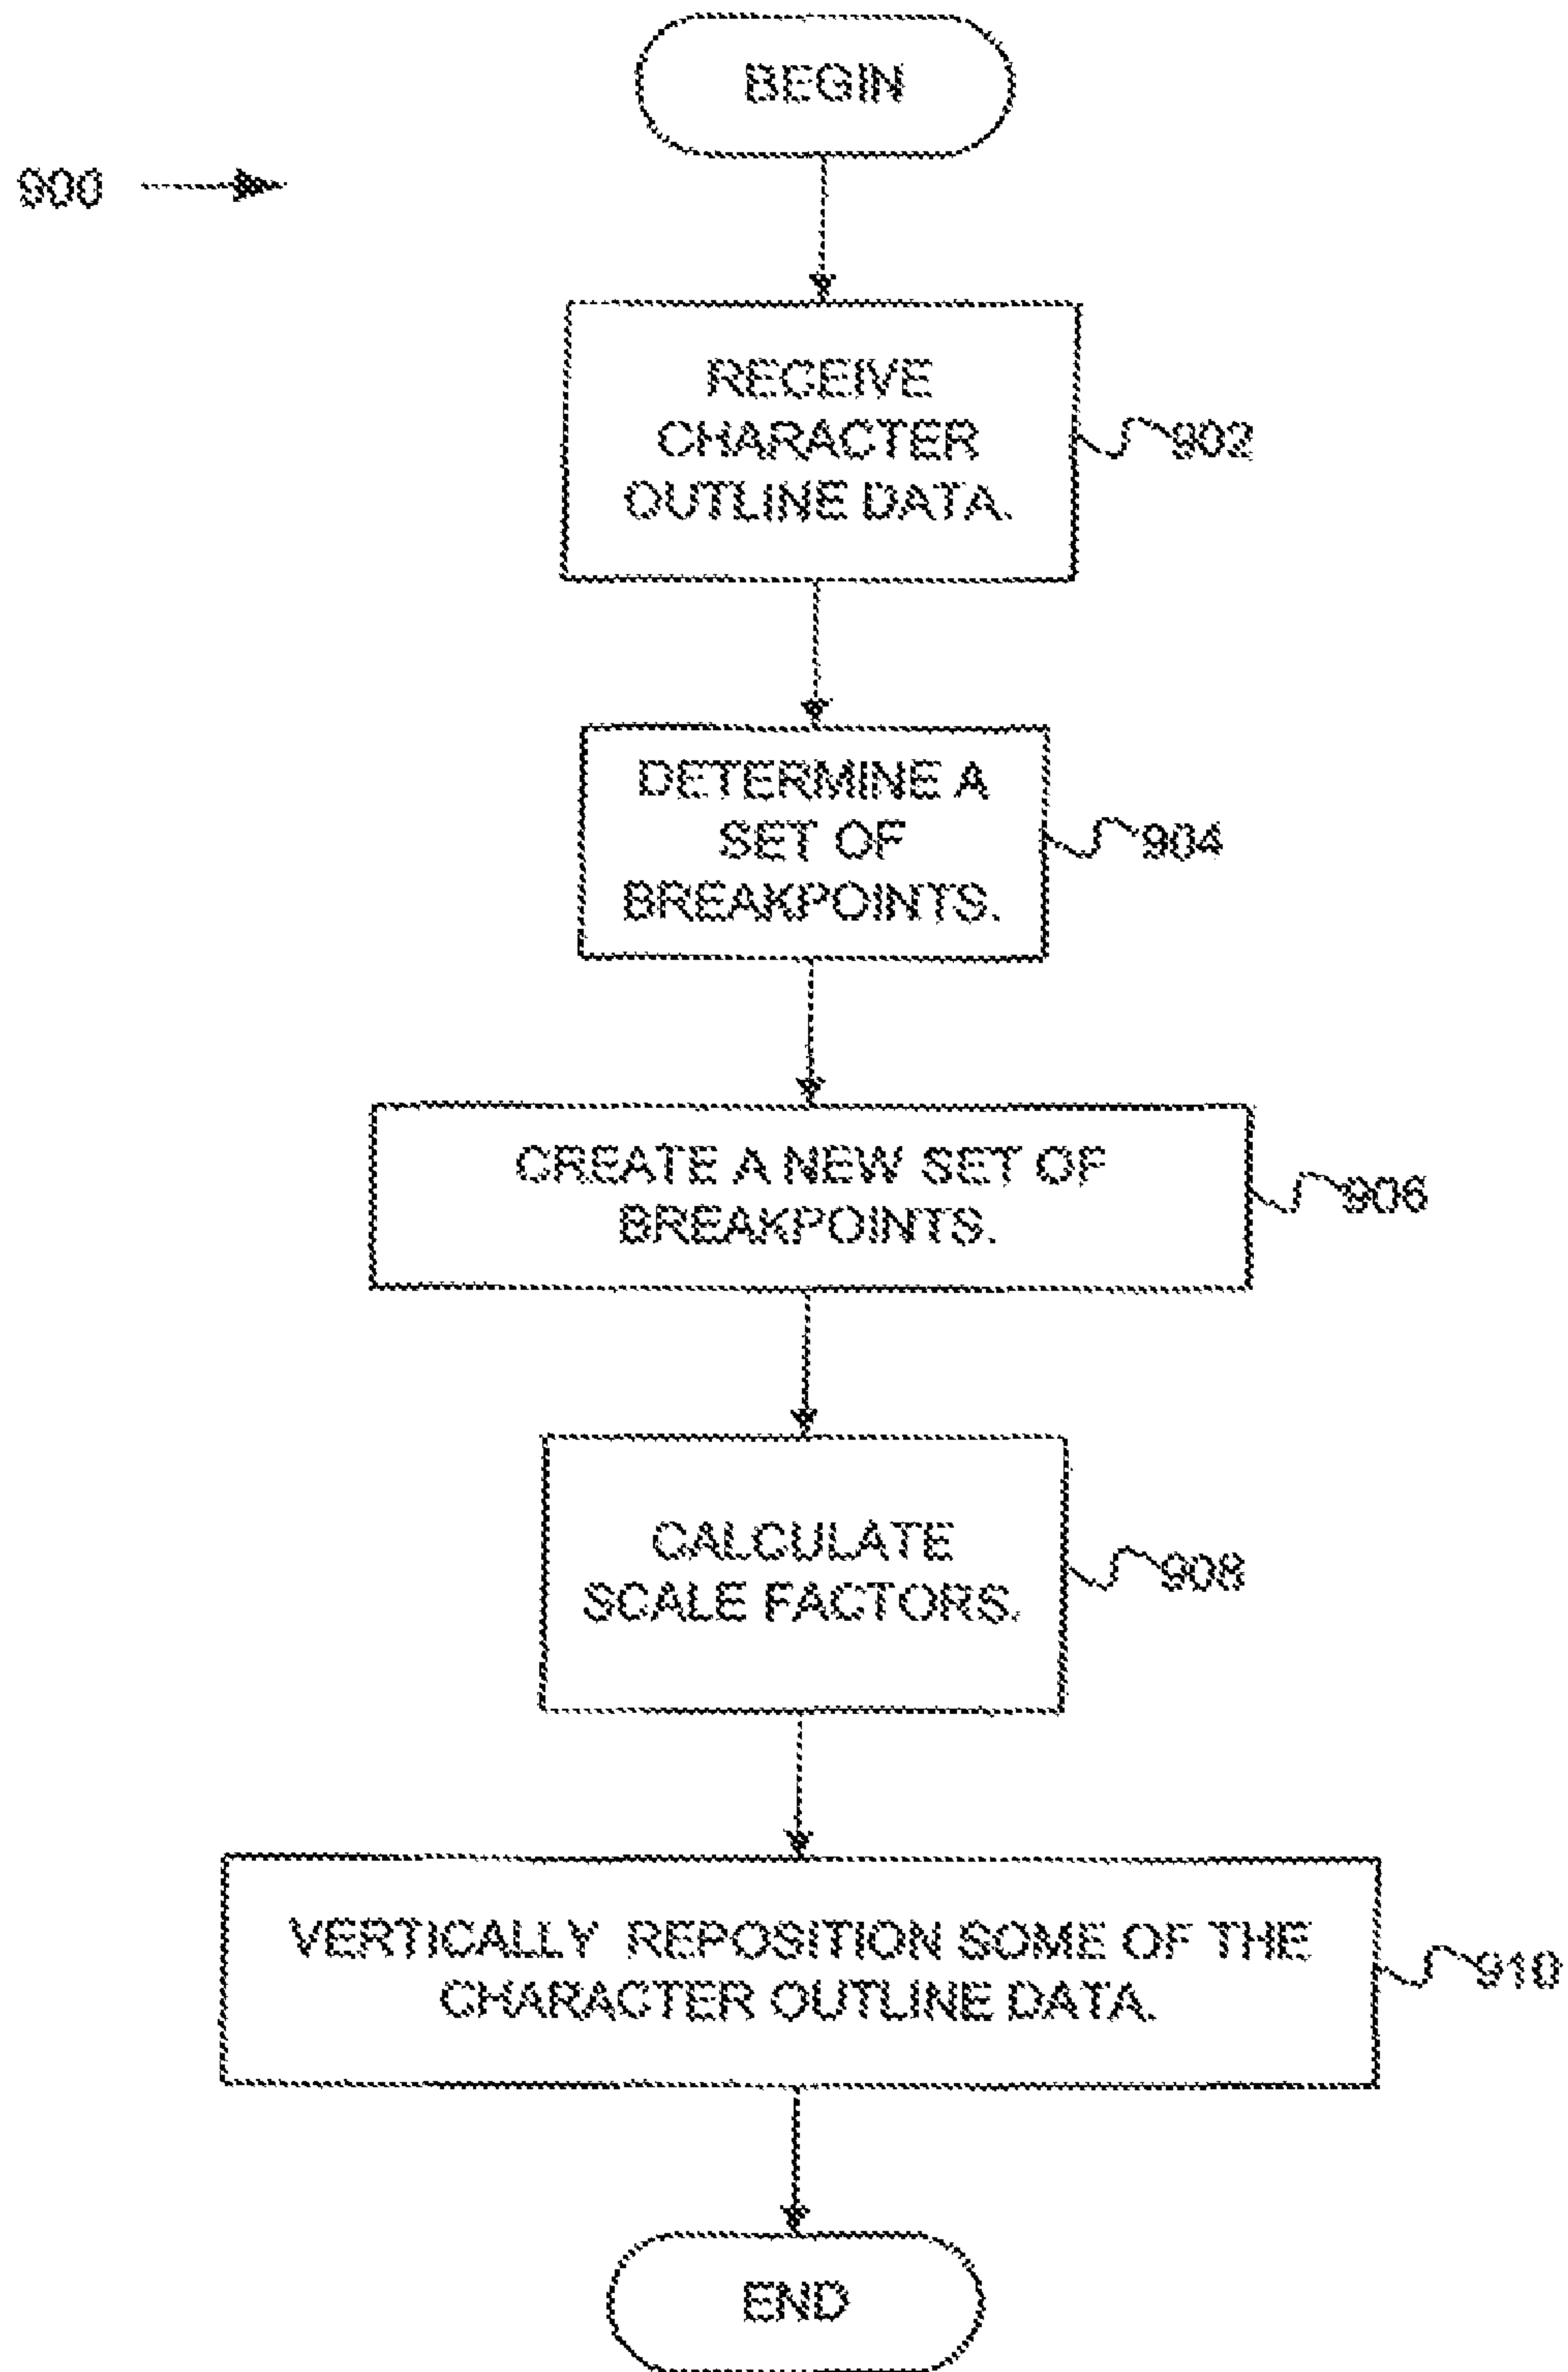 BEGIN
900
RECEIVE
CHARACTER
OUTLINE DATA.
902
DETERMINE A
SET OF
BREAKPOINTS.
904
CREATE A NEW SET OF
BREAKPOINTS.
906
CALCULATE
SCALE FACTORS.
908
VERTICALLY REPOSITION SOME OF THE
CHARACTER OUTLINE DATA.
910
END